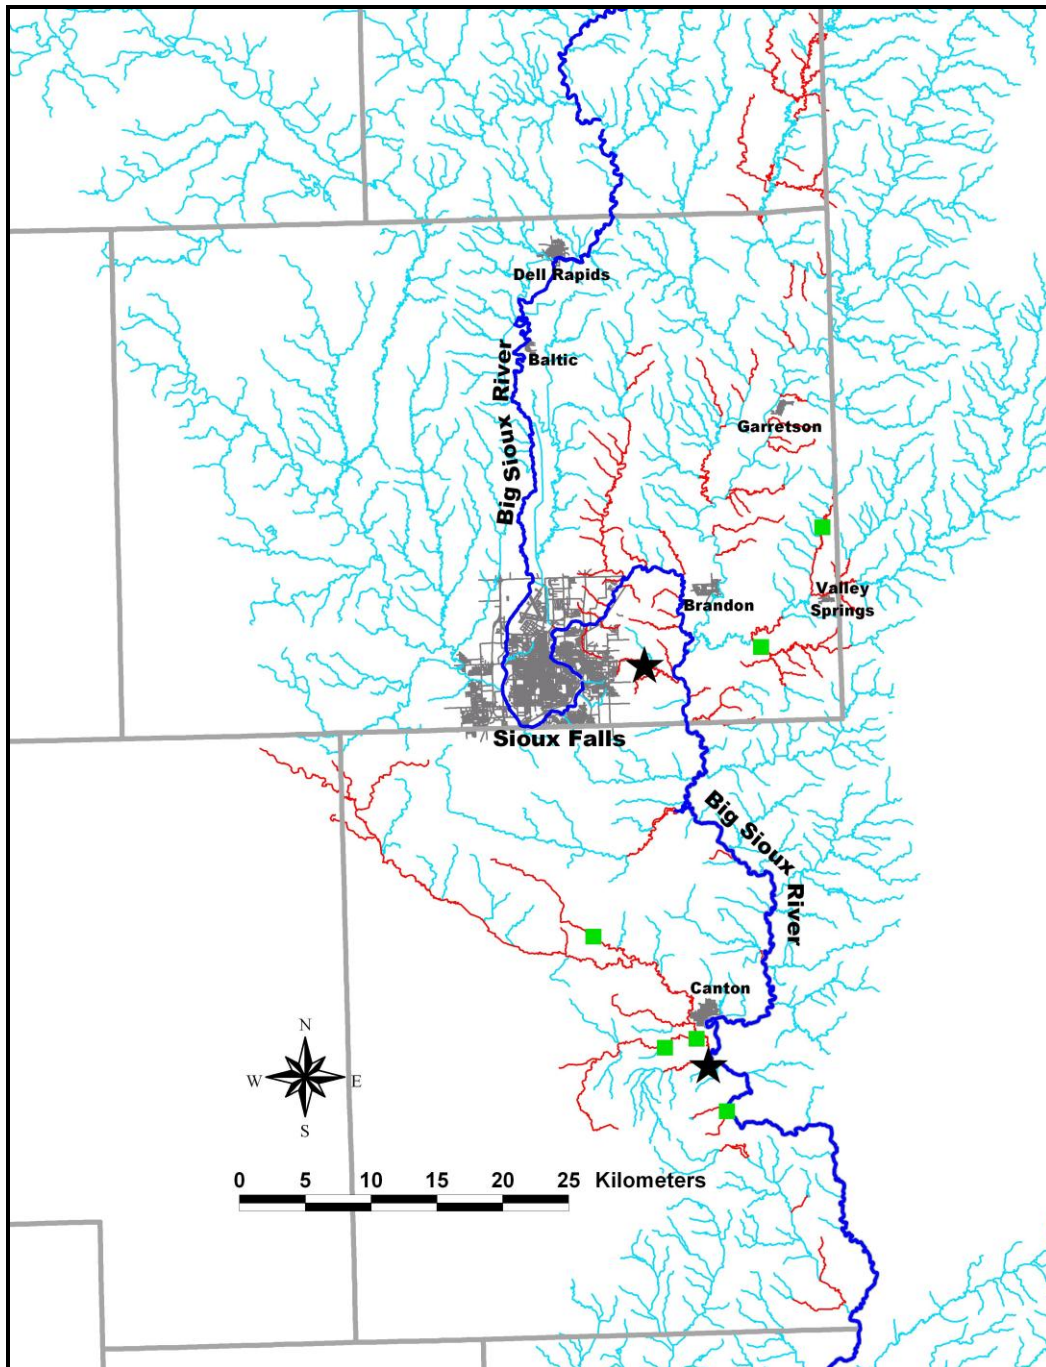 Dell Rapids
Baltic
Big Sioux River
Garretson
Valley
Springs
Brandon
Sioux Falls
Big Sioux River
Canton
N
W E
S
0 5 10 15 20 25 Kilometers